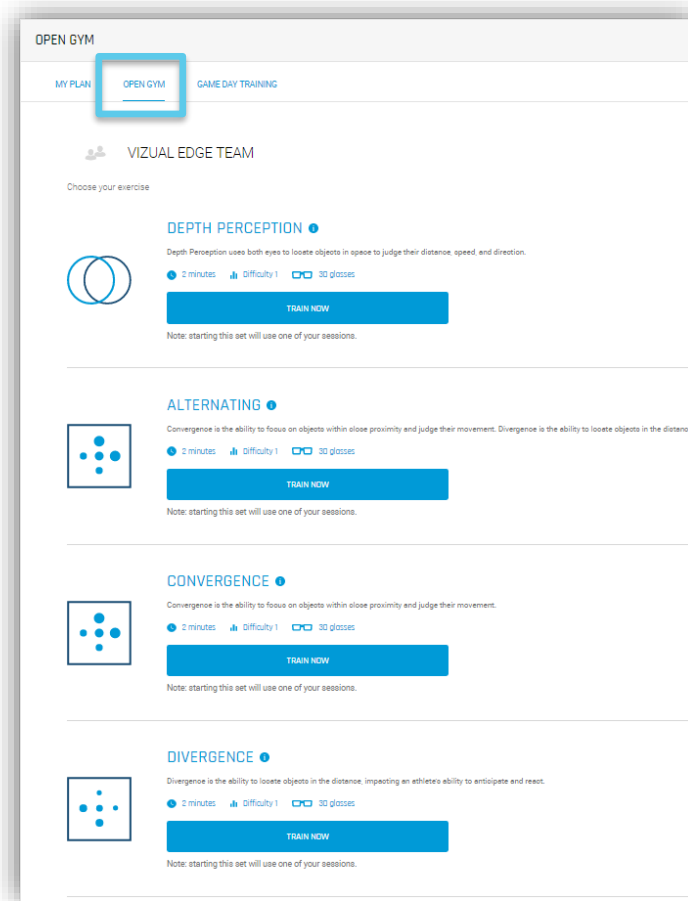 OPEN GYM
MY PLAN OPEN GYM GAME DAY TRAINING
VIZUAL EDGE TEAM
Choose your exercise
DEPTH PERCEPTION
Depth Perception uses both eyes to locate objects in space to judge their distance, speed, and direction.
2 minutes Difficulty 1 3D glasses
TRAIN NOW
Note: starting this set will use one of your sessions.
ALTERNATING
Convergence is the ability to focus on objects within close proximity and judge their movement. Divergence is the ability to locate objects in the distanc
2 minutes Difficulty 1 3D glasses
TRAIN NOW
Note: starting this set will use one of your sessions.
CONVERGENCE
Convergence is the ability to focus on objects within close proximity and judge their movement.
2 minutes Difficulty 1 3D glasses
TRAIN NOW
Note: starting this set will use one of your sessions.
DIVERGENCE
Divergence is the ability to locate objects in the distance, impacting an athlete's ability to anticipate and react.
2 minutes Difficulty 1 3D glasses
TRAIN NOW
Note: starting this set will use one of your sessions.